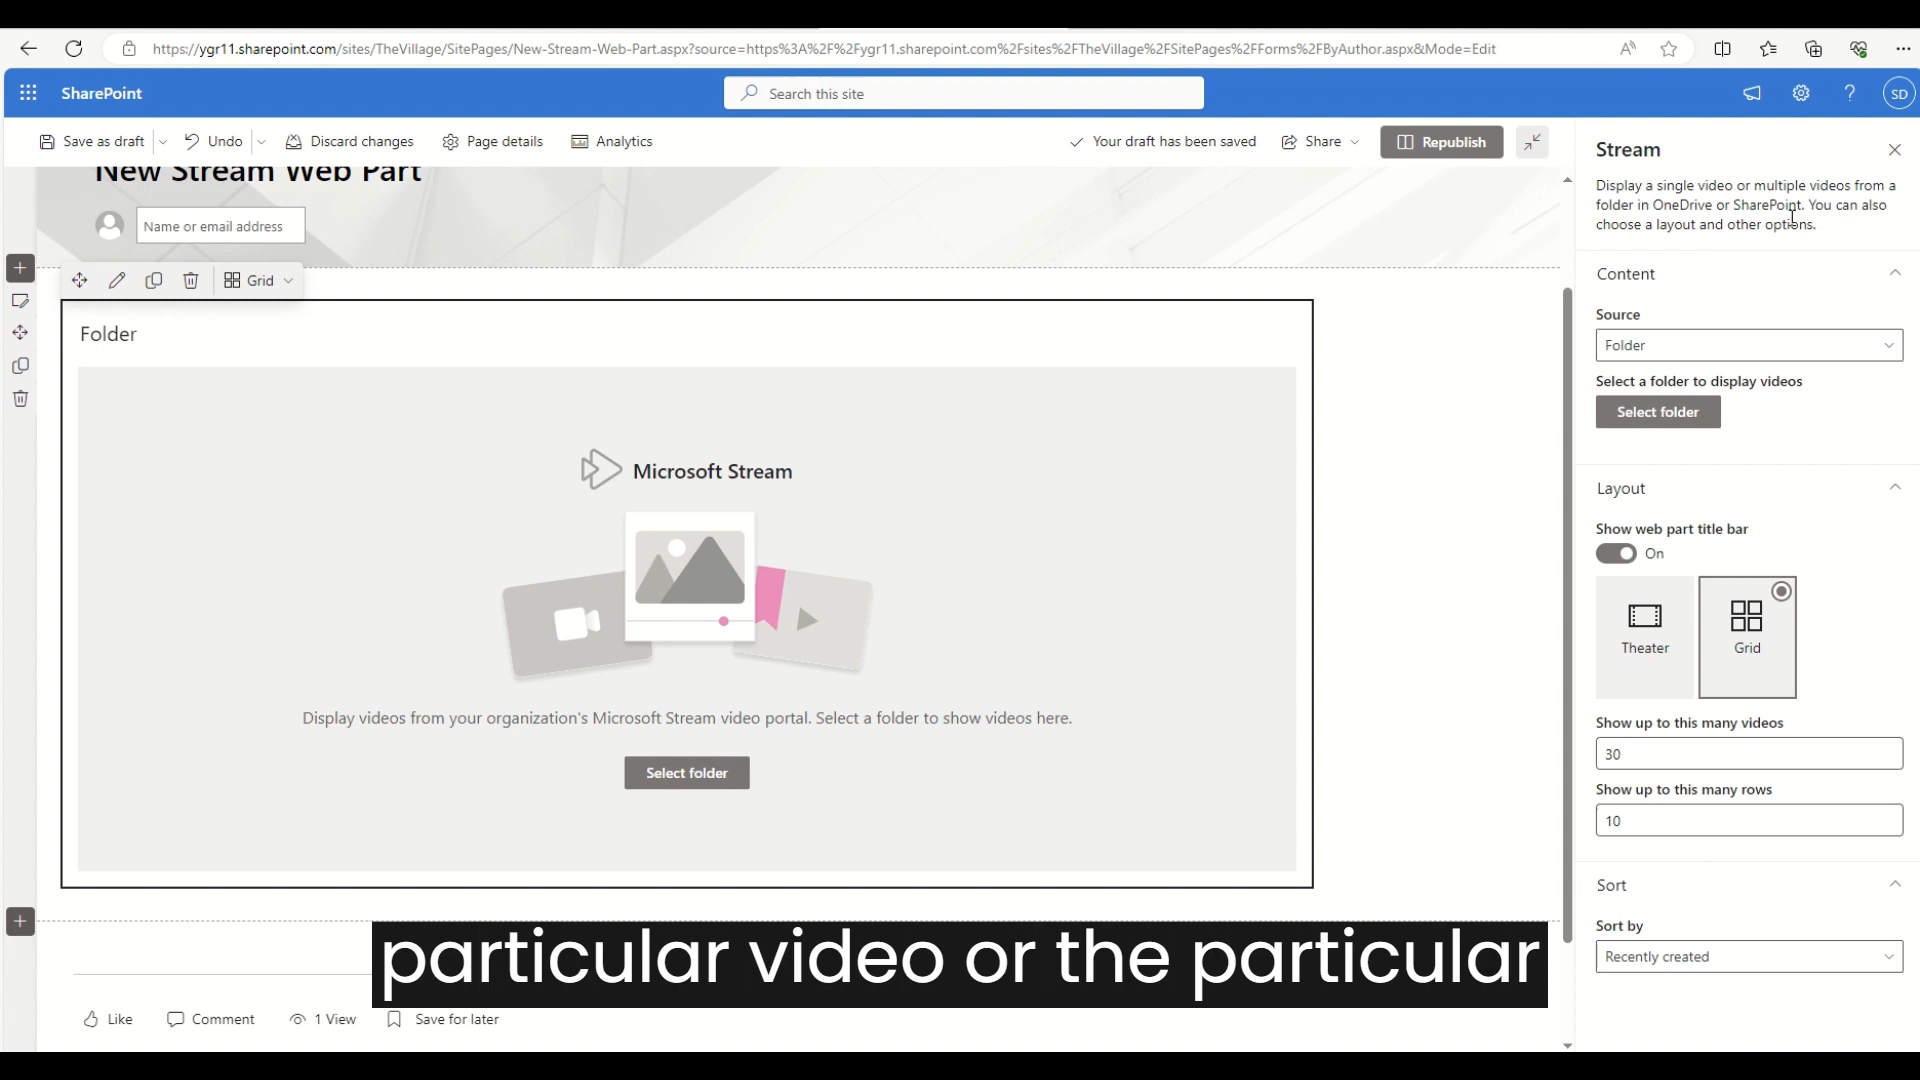 https://ygr11.sharepoint.com/sites/TheVillage/SitePages/New-Stream-Web-Part.aspx?source=https%3A%2F%2Fygr11.sharepoint.com%2Fsites%2FTheVillage%2FSitePages%2FForms%2FByAuthor.aspx&Mode=Edit
SharePoint
Search this site
SD
Save as draft
Undo
Discard changes
Page details
Analytics
Your draft has been saved
Share
Republish
New Stream Web Part
Name or email address
Grid
Folder
Microsoft Stream
Display videos from your organization's Microsoft Stream video portal. Select a folder to show videos here.
Select folder
particular video or the particular
Like
Comment
1 View
Save for later
Stream
Display a single video or multiple videos from a
folder in OneDrive or SharePoint. You can also
choose a layout and other options.
Content
Source
Folder
Select a folder to display videos
Select folder
Layout
Show web part title bar
On
Theater
Grid
Show up to this many videos
30
Show up to this many rows
10
Sort
Sort by
Recently created